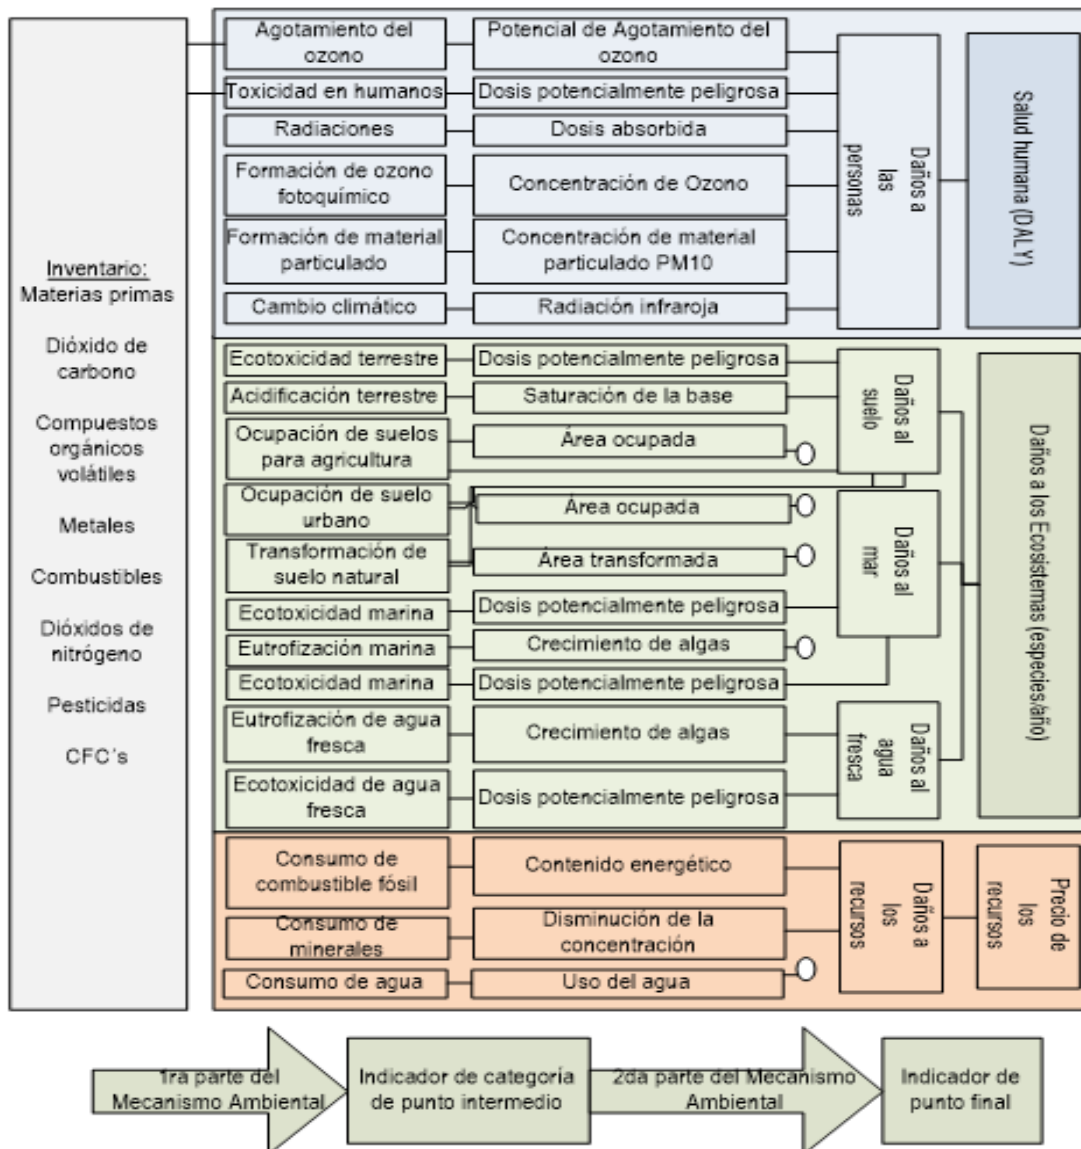 Inventario:
Materias primas
Dióxido de
carbono
Compuestos
orgánicos
volátiles
Metales
Combustibles
Dióxidos de
nitrógeno
Pesticidas
CFC´s
Agotamiento del
ozono
Potencial de Agotamiento del
ozono
Toxicidad en humanos
Dosis potencialmente peligrosa
Radiaciones
Dosis absorbida
Formación de ozono
fotoquímico
Concentración de Ozono
Formación de material
particulado
Concentración de material
particulado PM10
Cambio climático
Radiación infraroja
Daños a
las
personas
Salud humana (DALY)
Ecotoxicidad terrestre
Dosis potencialmente peligrosa
Acidificación terrestre
Saturación de la base
Ocupación de suelos
para agricultura
Área ocupada
Ocupación de suelo
urbano
Área ocupada
Transformación de
suelo natural
Área transformada
Ecotoxicidad marina
Dosis potencialmente peligrosa
Eutrofización marina
Crecimiento de algas
Ecotoxicidad marina
Dosis potencialmente peligrosa
Eutrofización de agua
fresca
Crecimiento de algas
Ecotoxicidad de agua
fresca
Dosis potencialmente peligrosa
Daños al
suelo
Daños al
mar
Daños al
agua
fresca
Daños a los Ecosistemas (especies/año)
Consumo de
combustible fósil
Contenido energético
Consumo de
minerales
Disminución de la
concentración
Consumo de agua
Uso del agua
Daños a
los
recursos
Precio de
los
recursos
1ra parte del
Mecanismo Ambiental
Indicador de categoría
de punto intermedio
2da parte del Mecanismo
Ambiental
Indicador de
punto final